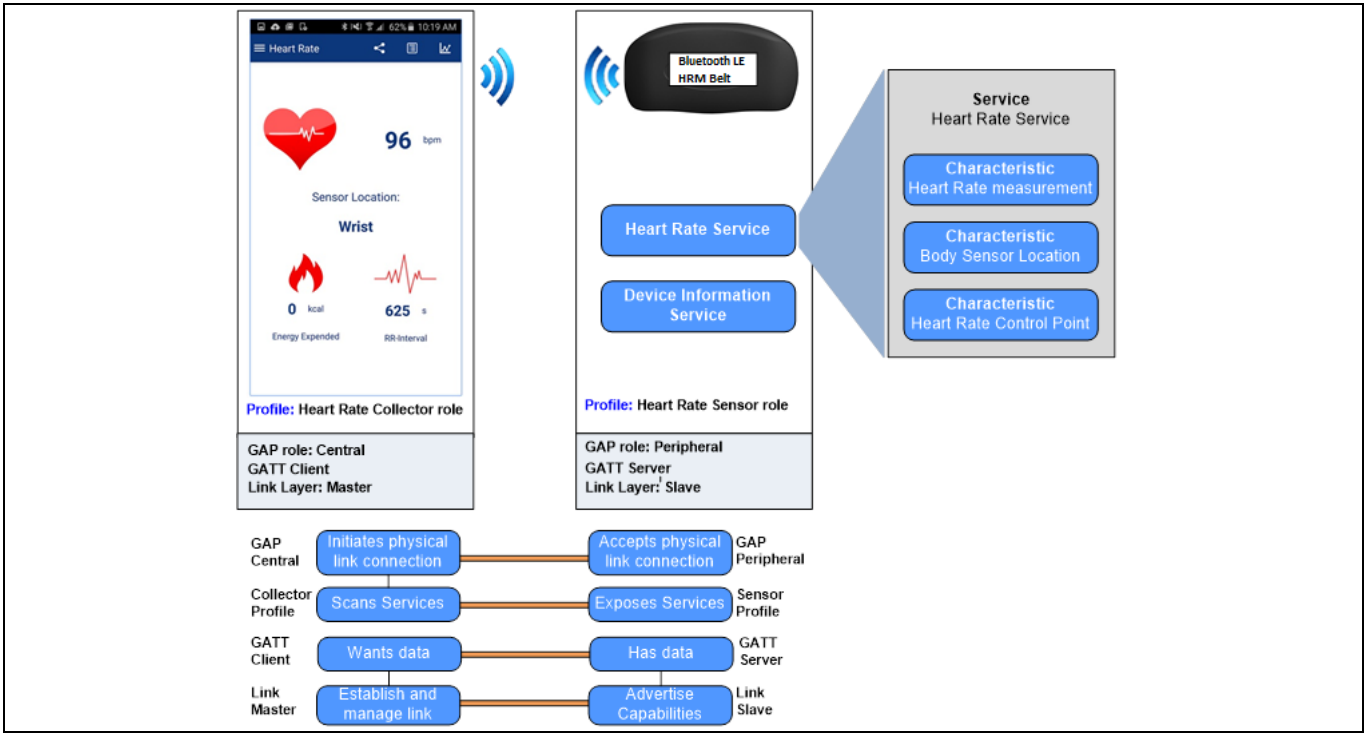 62% 10:19 AM
Heart Rate
96 bpm
Sensor Location:
Wrist
0 kcal
625 s
Energy Expended
RR-Interval
Profile: Heart Rate Collector role
GAP role: Central
GATT Client
Link Layer: Master
Bluetooth LE
HRM Belt
Heart Rate Service
Device Information
Service
Profile: Heart Rate Sensor role
GAP role: Peripheral
GATT Server
Link Layer: Slave
Service
Heart Rate Service
Characteristic
Heart Rate measurement
Characteristic
Body Sensor Location
Characteristic
Heart Rate Control Point
GAP
Central
Initiates physical
link connection
Accepts physical
link connection
GAP
Peripheral
Collector
Profile
Scans Services
Exposes Services
Sensor
Profile
GATT
Client
Wants data
Has data
GATT
Server
Link
Master
Establish and
manage link
Advertise
Capabilities
Link
Slave